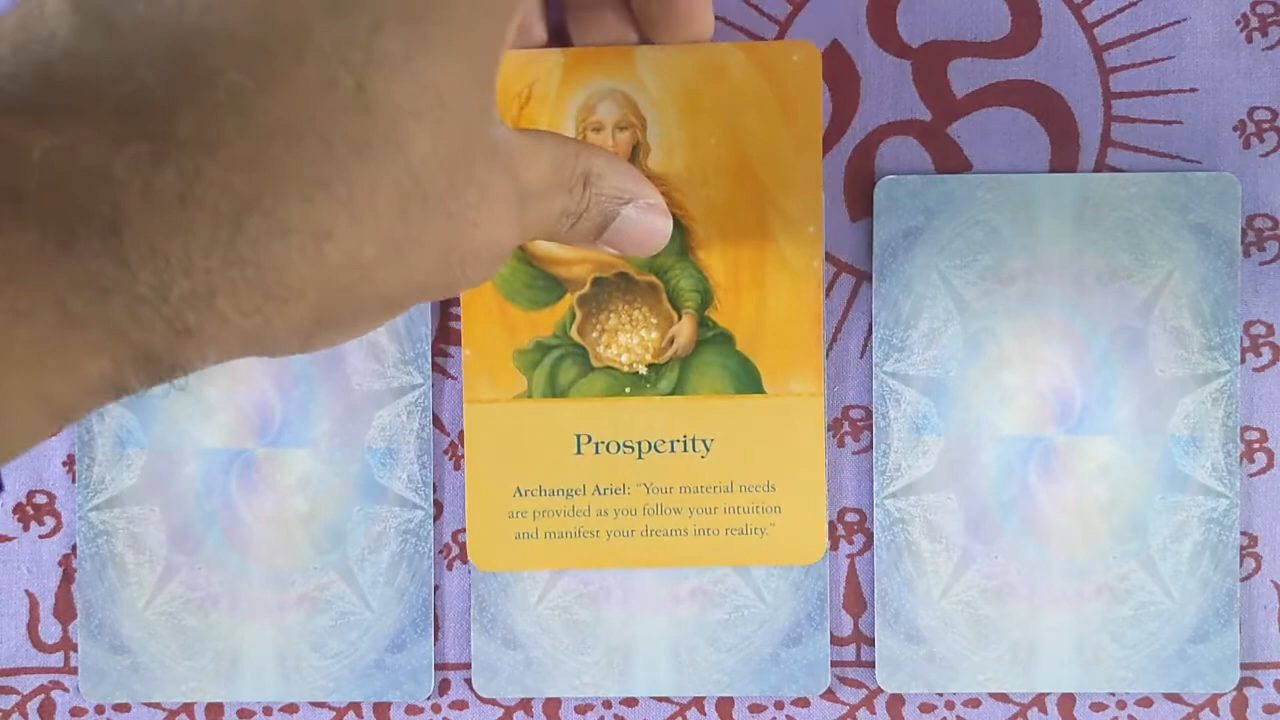 Prosperity
Archangel Ariel: “Your material needs
are provided as you follow your intuition
and manifest your dreams into reality.”